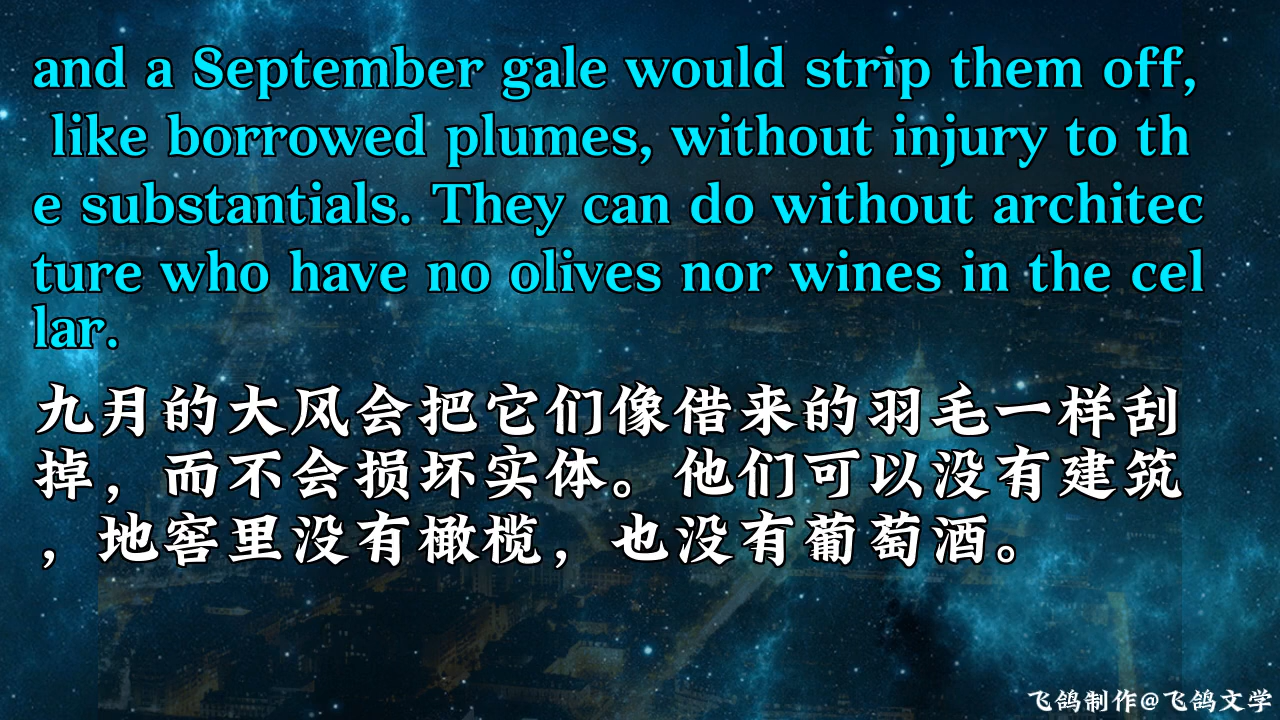 and a September gale would strip them off,
like borrowed plumes, without injury to th
e substantials. They can do without architec
ture who have no olives nor wines in the cel
lar.
九月的大风会把它们像借来的羽毛一样刮
掉，而不会损坏实体。他们可以没有建筑
，地窖里没有橄榄，也没有葡萄酒。
飞鸽制作@飞鸽文学